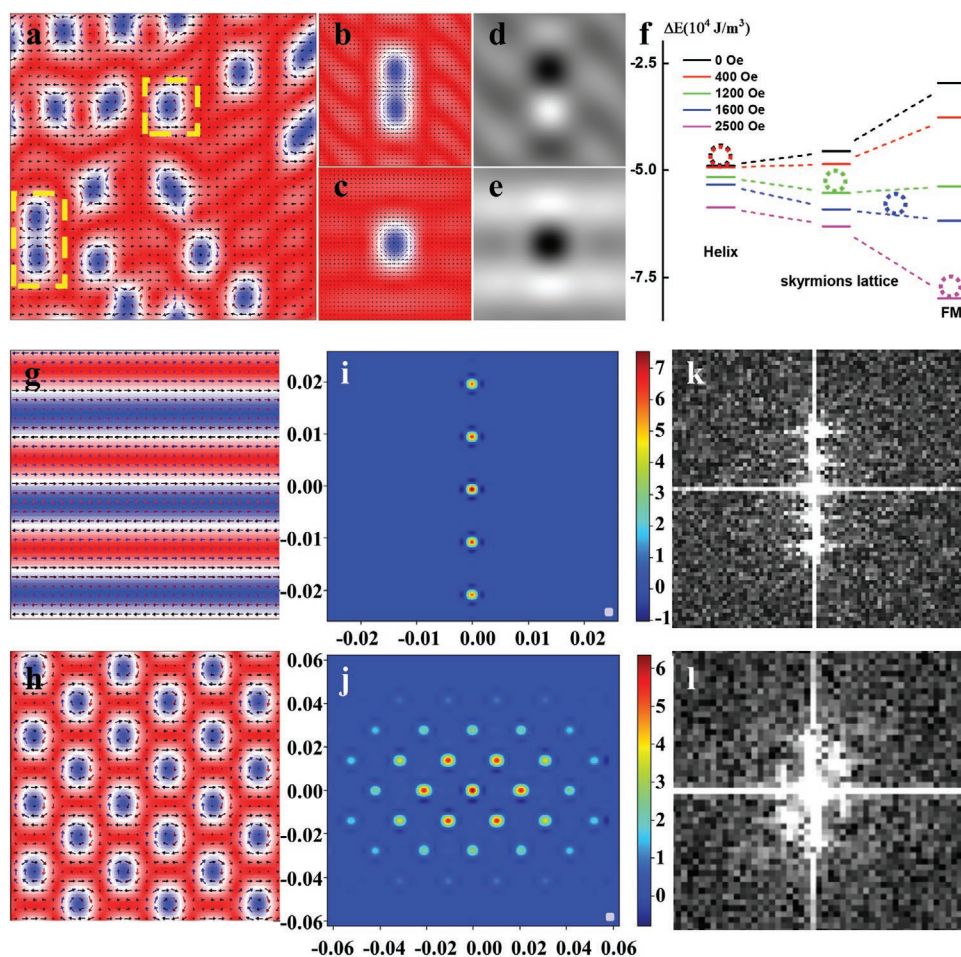 a
b
d
c
e
f
ΔE(10⁴ J/m³)
0 Oe
400 Oe
1200 Oe
1600 Oe
2500 Oe
-2.5
-5.0
-7.5
Helix
skyrmions lattice
FM
g
i
k
0.02
0.01
0.00
-0.01
-0.02
-0.02 -0.01 0.00 0.01 0.02
7
6
5
4
3
2
1
0
-1
h
j
l
0.06
0.04
0.02
0.00
-0.02
-0.04
-0.06
-0.06 -0.04 -0.02 0.00 0.02 0.04 0.06
6
5
4
3
2
1
0